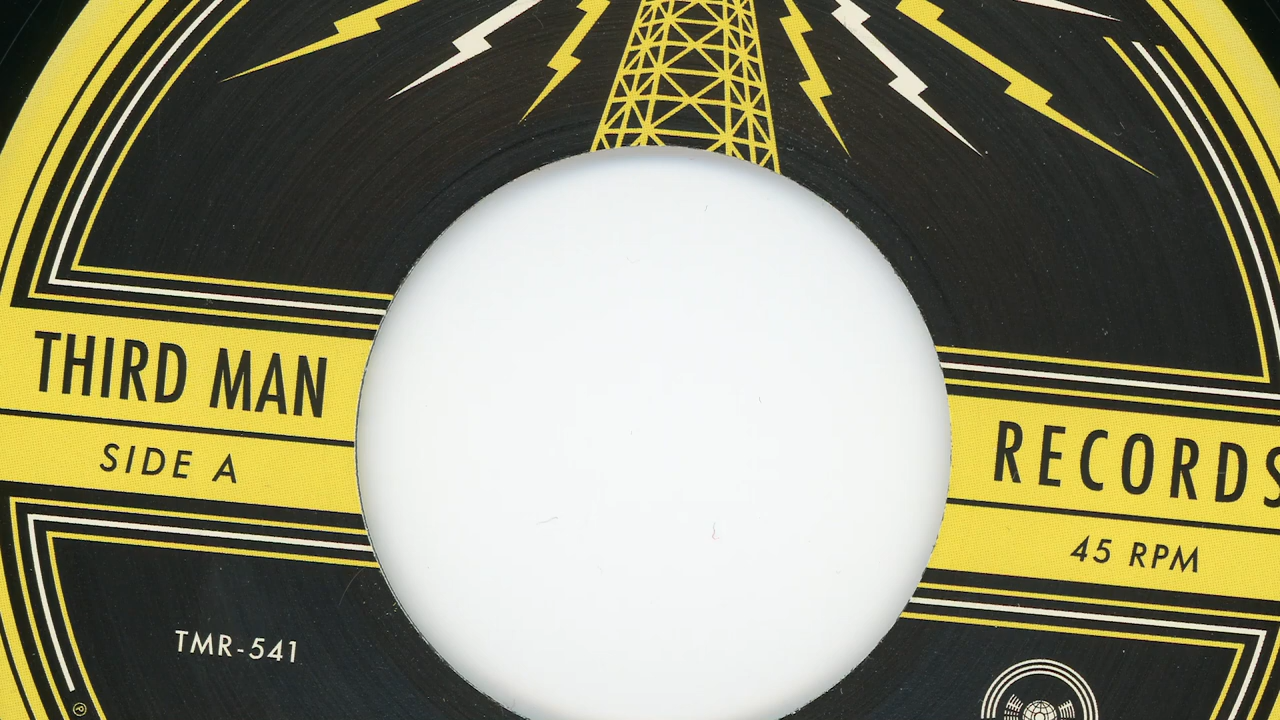 THIRD MAN RECORDS
SIDE A
45 RPM
TMR-541
℗